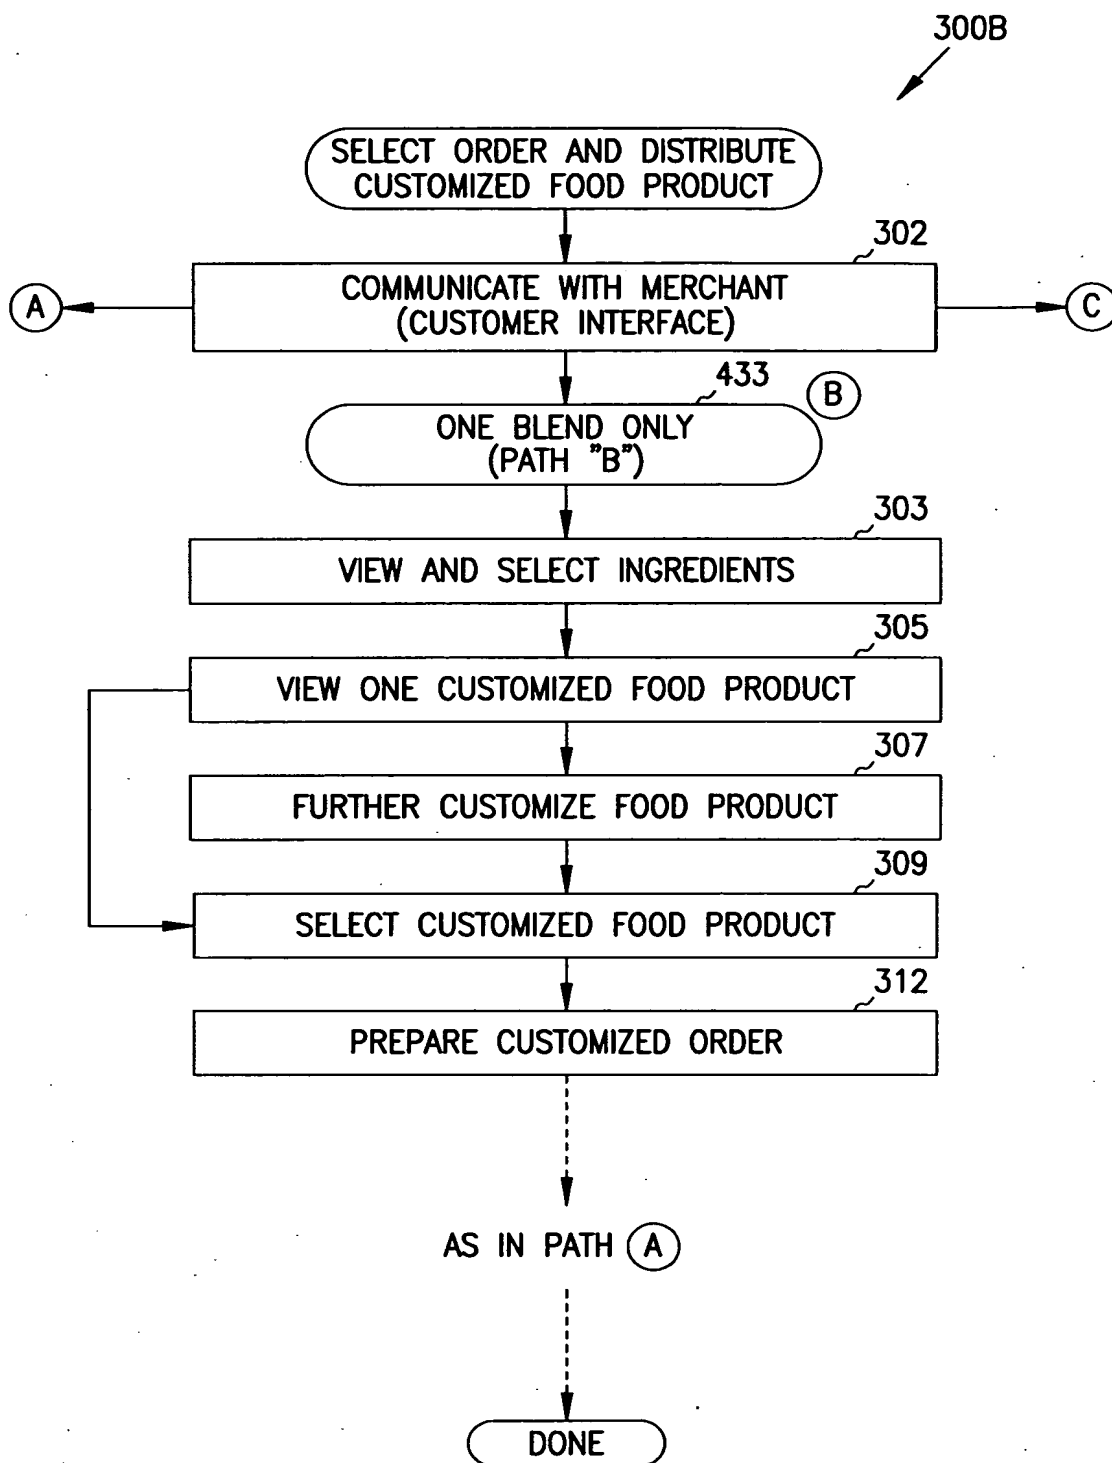 300B
SELECT ORDER AND DISTRIBUTE
CUSTOMIZED FOOD PRODUCT
302
COMMUNICATE WITH MERCHANT
(CUSTOMER INTERFACE)
A
C
433
B
ONE BLEND ONLY
(PATH "B")
303
VIEW AND SELECT INGREDIENTS
305
VIEW ONE CUSTOMIZED FOOD PRODUCT
307
FURTHER CUSTOMIZE FOOD PRODUCT
309
SELECT CUSTOMIZED FOOD PRODUCT
312
PREPARE CUSTOMIZED ORDER
AS IN PATH A
DONE